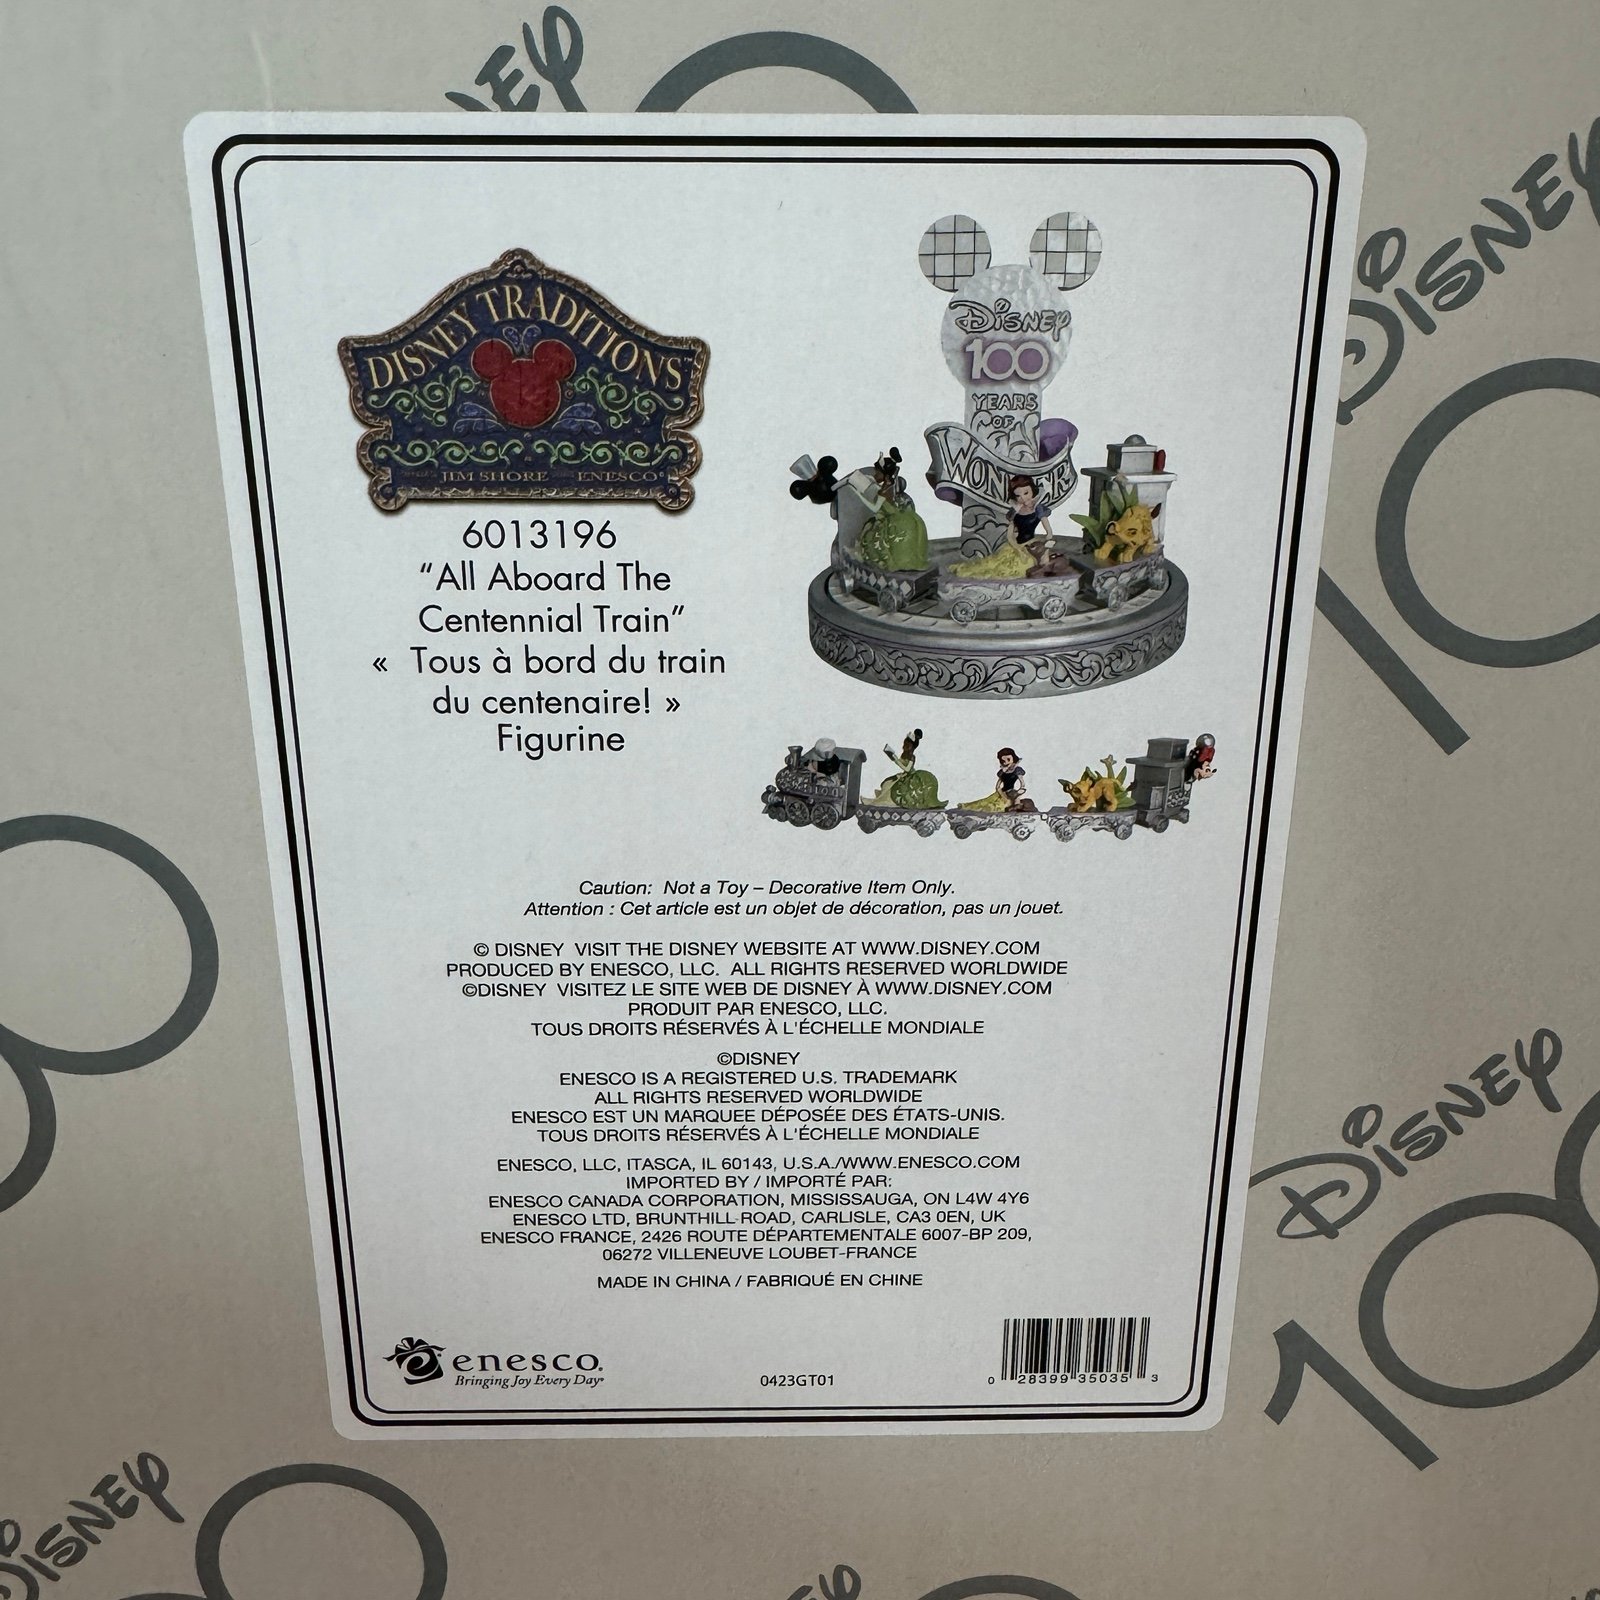 DISNEY
DISNEY TRADITIONS™
JIM SHORE ENESCO®
6013196
“All Aboard The
Centennial Train”
« Tous à bord du train
du centenaire! »
Figurine
DISNEY
100
YEARS
OF
WONDER
Caution: Not a Toy – Decorative Item Only.
Attention : Cet article est un objet de décoration, pas un jouet.
© DISNEY VISIT THE DISNEY WEBSITE AT WWW.DISNEY.COM
PRODUCED BY ENESCO, LLC. ALL RIGHTS RESERVED WORLDWIDE
©DISNEY VISITEZ LE SITE WEB DE DISNEY À WWW.DISNEY.COM
PRODUIT PAR ENESCO, LLC.
TOUS DROITS RÉSERVÉS À L'ÉCHELLE MONDIALE
©DISNEY
ENESCO IS A REGISTERED U.S. TRADEMARK
ALL RIGHTS RESERVED WORLDWIDE
ENESCO EST UN MARQUEE DÉPOSÉE DES ÉTATS-UNIS.
TOUS DROITS RÉSERVÉS À L'ÉCHELLE MONDIALE
ENESCO, LLC, ITASCA, IL 60143, U.S.A./WWW.ENESCO.COM
IMPORTED BY / IMPORTÉ PAR:
ENESCO CANADA CORPORATION, MISSISSAUGA, ON L4W 4Y6
ENESCO LTD, BRUNTHILL ROAD, CARLISLE, CA3 0EN, UK
ENESCO FRANCE, 2426 ROUTE DÉPARTEMENTALE 6007-BP 209,
06272 VILLENEUVE LOUBET-FRANCE
MADE IN CHINA / FABRIQUÉ EN CHINE
enesco.
Bringing Joy Every Day®
0423GT01
0 28399 35035 3
DISNEY
100
DISNEY